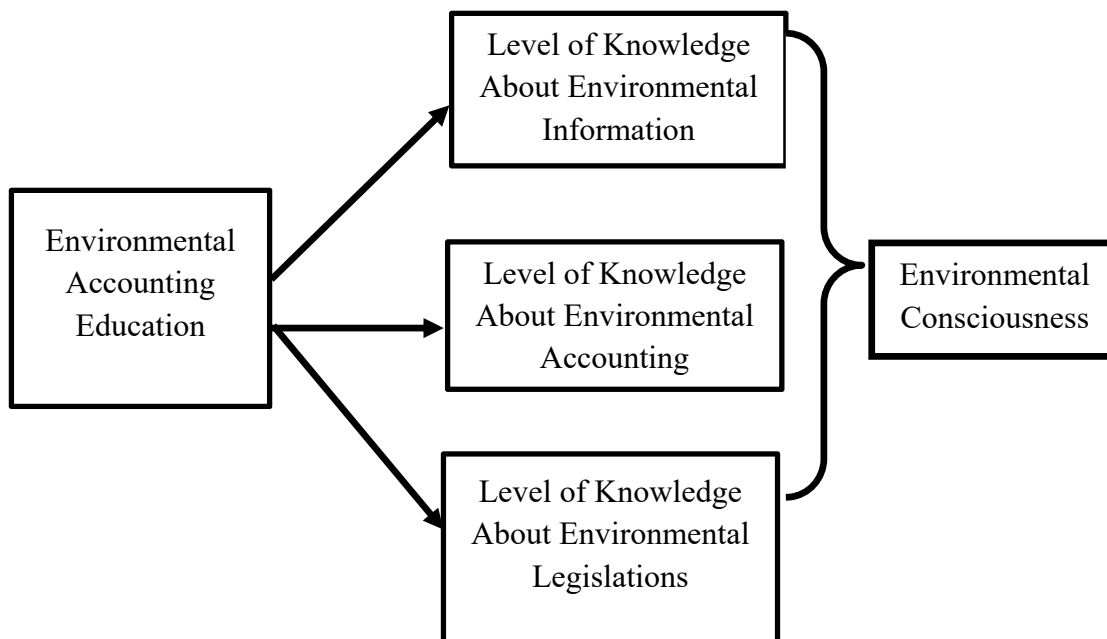 Level of Knowledge
About Environmental
Information
Environmental
Accounting
Education
Level of Knowledge
About Environmental
Accounting
Environmental
Consciousness
Level of Knowledge
About Environmental
Legislations